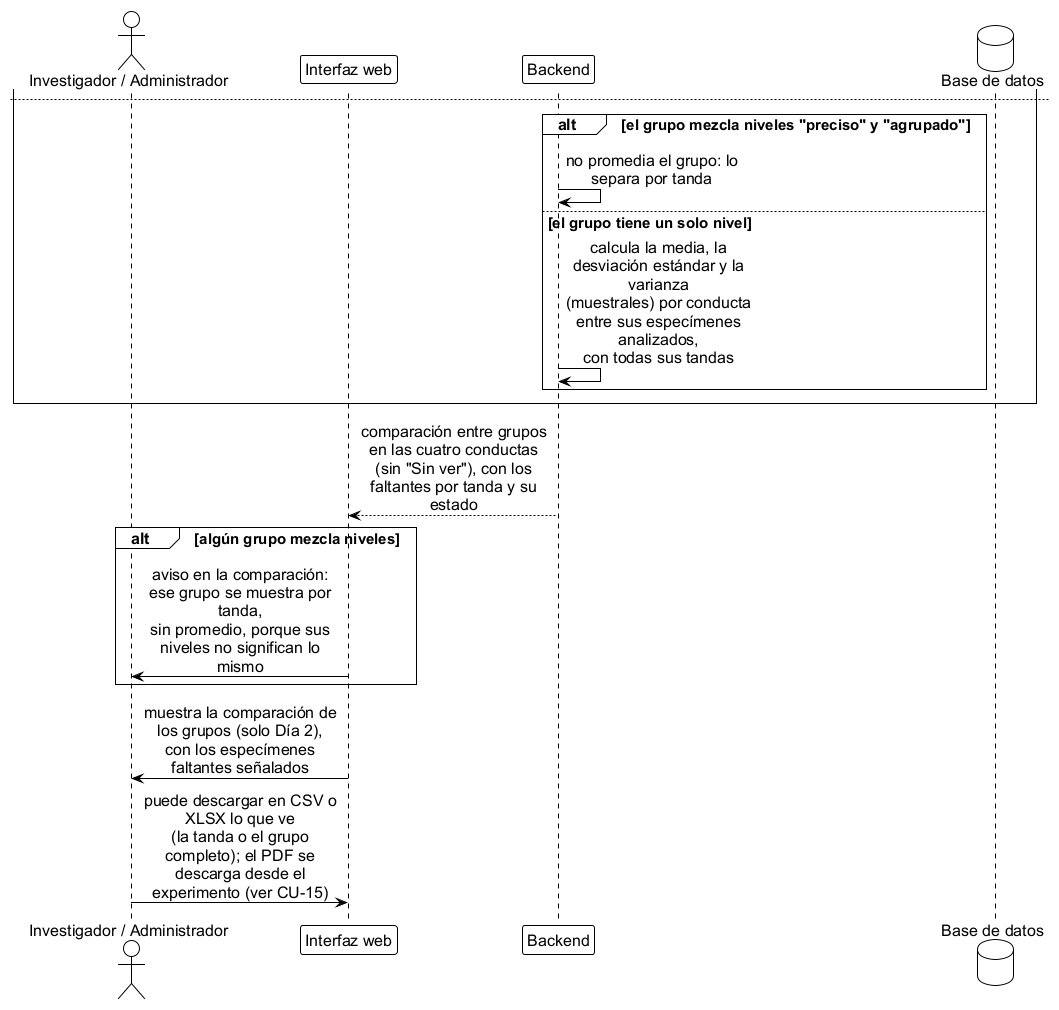 Investigador / Administrador
Interfaz web
Backend
Base de datos
alt
[el grupo mezcla niveles "preciso" y "agrupado"]
no promedia el grupo: lo
separa por tanda
[el grupo tiene un solo nivel]
calcula la media, la
desviación estándar y la
varianza
(muestrales) por conducta
entre sus especímenes
analizados,
con todas sus tandas
comparación entre grupos
en las cuatro conductas
(sin "Sin ver"), con los
faltantes por tanda y su
estado
alt
[algún grupo mezcla niveles]
aviso en la comparación:
ese grupo se muestra por
tanda,
sin promedio, porque sus
niveles no significan lo
mismo
muestra la comparación de
los grupos (solo Día 2),
con los especímenes
faltantes señalados
puede descargar en CSV o
XLSX lo que ve
(la tanda o el grupo
completo); el PDF se
descarga desde el
experimento (ver CU-15)
Investigador / Administrador
Interfaz web
Backend
Base de datos